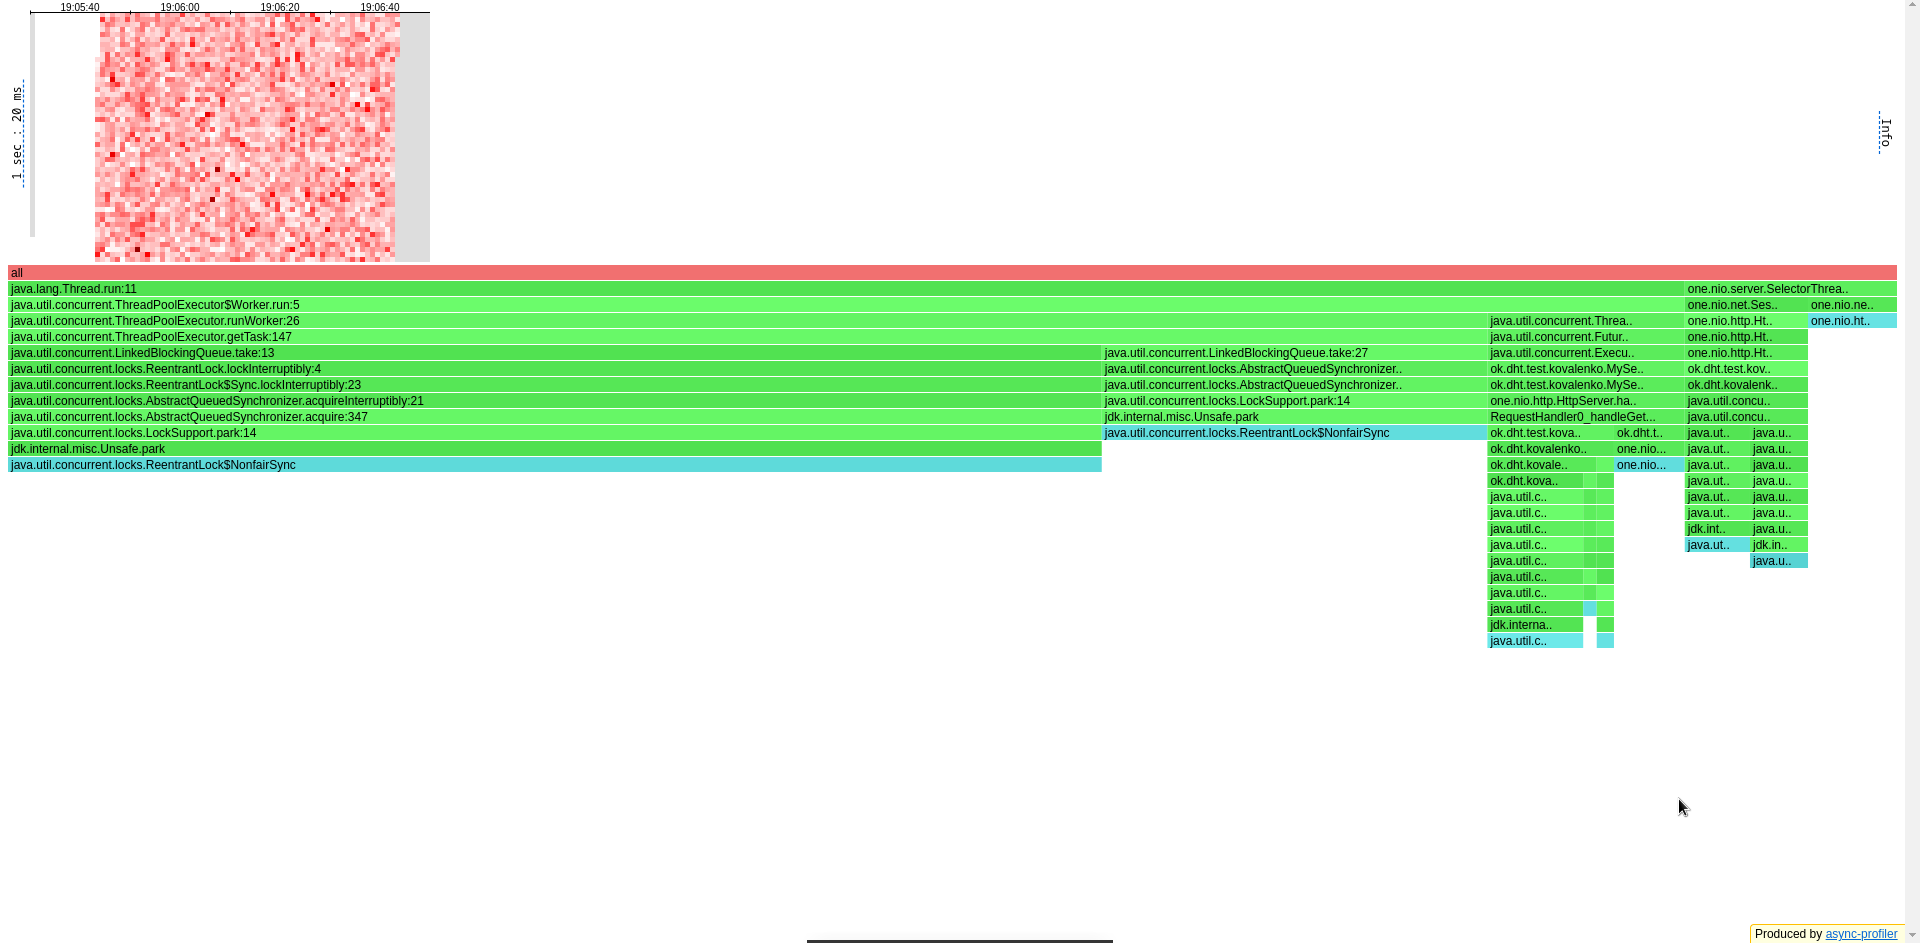 19:05:40 19:06:00 19:06:20 19:06:40
1 sec : 20 ms
Info
all
java.lang.Thread.run:11 one.nio.server.SelectorThrea..
java.util.concurrent.ThreadPoolExecutor$Worker.run:5 one.nio.net.Ses.. one.nio.ne..
java.util.concurrent.ThreadPoolExecutor.runWorker:26 java.util.concurrent.Threa.. one.nio.http.Ht.. one.nio.ht..
java.util.concurrent.ThreadPoolExecutor.getTask:147 java.util.concurrent.Futur.. one.nio.http.Ht..
java.util.concurrent.LinkedBlockingQueue.take:13 java.util.concurrent.LinkedBlockingQueue.take:27 java.util.concurrent.Execu.. one.nio.http.Ht..
java.util.concurrent.locks.ReentrantLock.lockInterruptibly:4 java.util.concurrent.locks.AbstractQueuedSynchronizer.. ok.dht.test.kovalenko.MySe.. ok.dht.test.kov..
java.util.concurrent.locks.ReentrantLock$Sync.lockInterruptibly:23 java.util.concurrent.locks.AbstractQueuedSynchronizer.. ok.dht.test.kovalenko.MySe.. ok.dht.kovalenk..
java.util.concurrent.locks.AbstractQueuedSynchronizer.acquireInterruptibly:21 java.util.concurrent.locks.LockSupport.park:14 one.nio.http.HttpServer.ha.. java.util.concu..
java.util.concurrent.locks.AbstractQueuedSynchronizer.acquire:347 jdk.internal.misc.Unsafe.park RequestHandler0_handleGet... java.util.concu..
java.util.concurrent.locks.LockSupport.park:14 java.util.concurrent.locks.ReentrantLock$NonfairSync ok.dht.test.kova.. ok.dht.t.. java.ut.. java.u..
jdk.internal.misc.Unsafe.park ok.dht.kovalenko.. one.nio... java.ut.. java.u..
java.util.concurrent.locks.ReentrantLock$NonfairSync ok.dht.kovale.. one.nio... java.ut.. java.u..
ok.dht.kova.. java.ut.. java.u..
java.util.c.. java.ut.. java.u..
java.util.c.. java.ut.. java.u..
java.util.c.. jdk.int.. java.u..
java.util.c.. java.ut.. jdk.in..
java.util.c.. java.u..
java.util.c..
java.util.c..
java.util.c..
jdk.interna..
java.util.c..
Produced by async-profiler